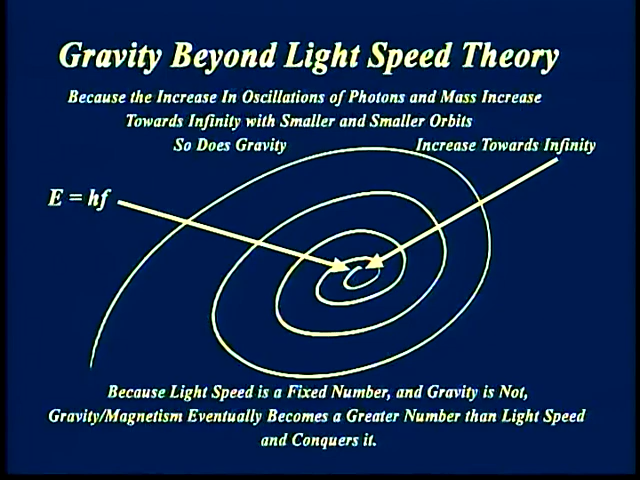 Gravity Beyond Light Speed Theory
Because the Increase In Oscillations of Photons and Mass Increase
Towards Infinity with Smaller and Smaller Orbits
So Does Gravity
Increase Towards Infinity
E = hf
Because Light Speed is a Fixed Number, and Gravity is Not,
Gravity/Magnetism Eventually Becomes a Greater Number than Light Speed
and Conquers it.